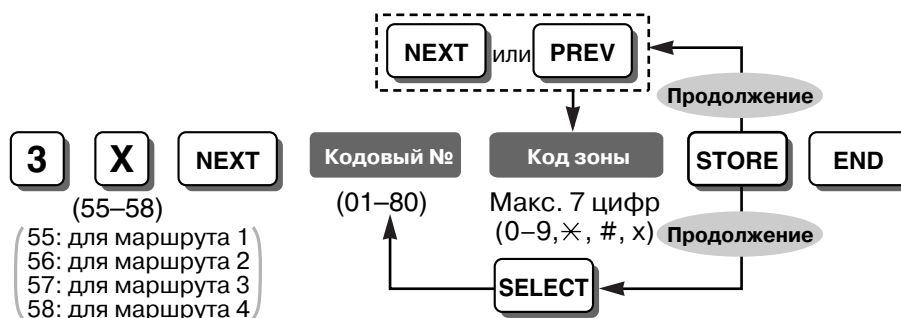 NEXT или PREV
Продолжение
3 X NEXT Кодовый № Код зоны STORE END
(55–58) (01–80) Макс. 7 цифр
(0–9,✳, #, x) Продолжение
55: для маршрута 1
56: для маршрута 2
57: для маршрута 3
58: для маршрута 4
SELECT